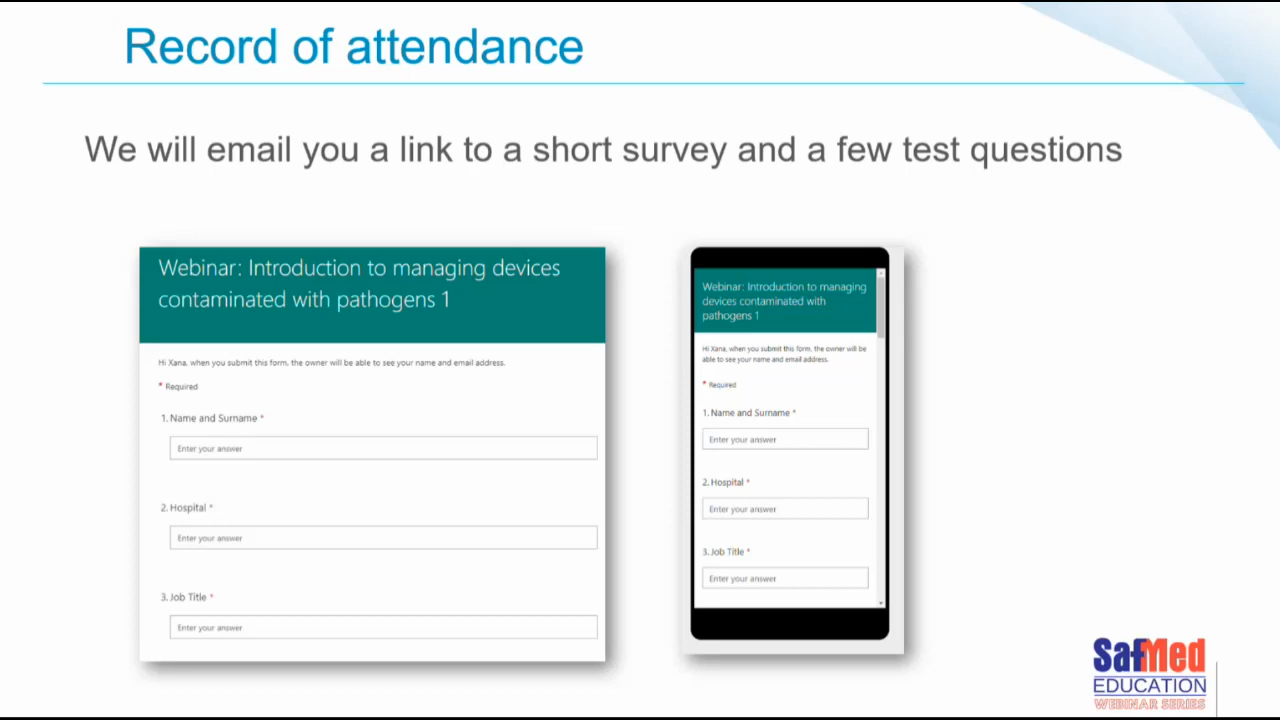 Record of attendance
We will email you a link to a short survey and a few test questions
Webinar: Introduction to managing devices
contaminated with pathogens 1
Hi Xana, when you submit this form, the owner will be able to see your name and email address.
* Required
1. Name and Surname *
Enter your answer
2. Hospital *
Enter your answer
3. Job Title *
Enter your answer
Webinar: Introduction to managing
devices contaminated with
pathogens 1
Hi Xana, when you submit this form, the owner will be
able to see your name and email address.
* Required
1. Name and Surname *
Enter your answer
2. Hospital *
Enter your answer
3. Job Title *
Enter your answer
SafMed
EDUCATION
WEBINAR SERIES